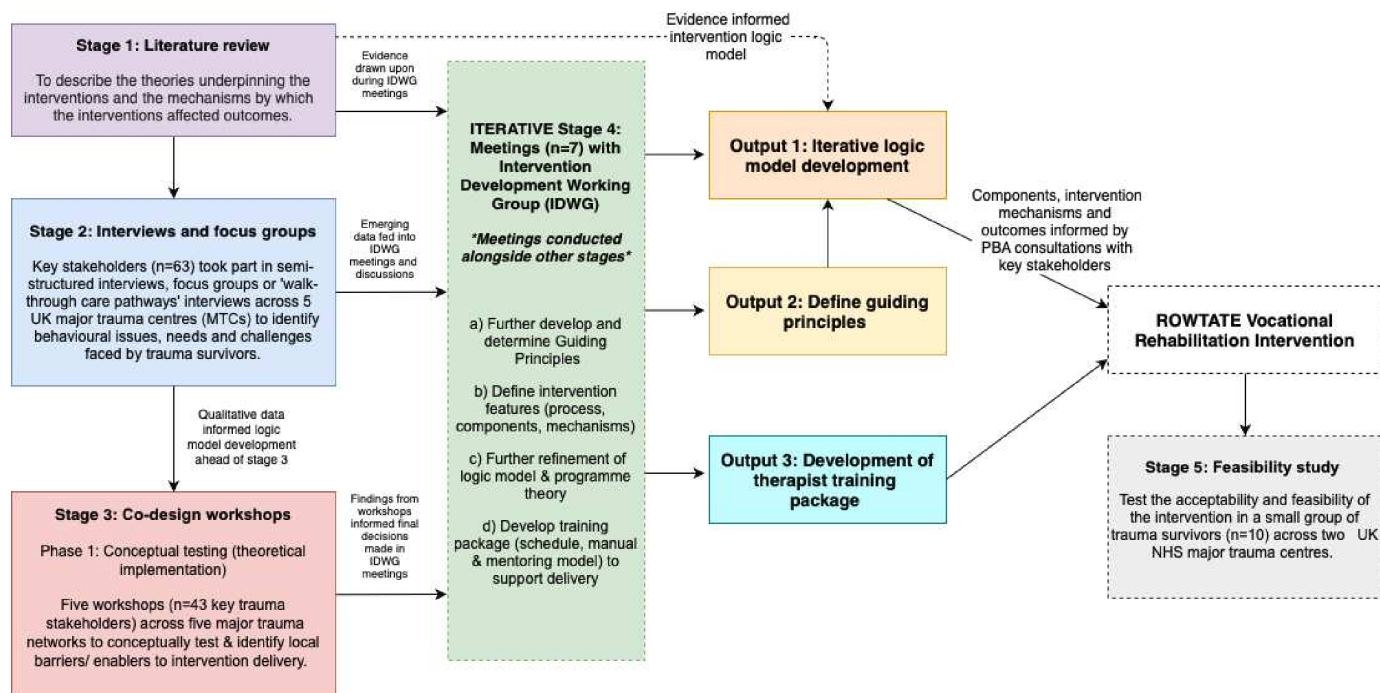 Stage 1: Literature review
To describe the theories underpinning the
interventions and the mechanisms by which
the interventions affected outcomes.
Evidence
drawn upon
during IDWG
meetings
Evidence informed
intervention logic
model
Stage 2: Interviews and focus groups
Key stakeholders (n=63) took part in semi-
structured interviews, focus groups or 'walk-
through care pathways' interviews across 5
UK major trauma centres (MTCs) to identify
behavioural issues, needs and challenges
faced by trauma survivors.
Emerging
data fed into
IDWG
meetings and
discussions
Qualitative data
informed logic
model development
ahead of stage 3
Stage 3: Co-design workshops
Phase 1: Conceptual testing (theoretical
implementation)
Five workshops (n=43 key trauma
stakeholders) across five major trauma
networks to conceptually test & identify local
barriers/ enablers to intervention delivery.
Findings from
workshops
informed final
decisions
made in
IDWG
meetings
ITERATIVE Stage 4:
Meetings (n=7) with
Intervention
Development Working
Group (IDWG)
*Meetings conducted
alongside other stages*
a) Further develop and
determine Guiding
Principles
b) Define intervention
features (process,
components, mechanisms)
c) Further refinement of
logic model & programme
theory
d) Develop training
package (schedule, manual
& mentoring model) to
support delivery
Output 1: Iterative logic
model development
Output 2: Define guiding
principles
Output 3: Development of
therapist training
package
Components, intervention
mechanisms and
outcomes informed by
PBA consultations with
key stakeholders
ROWTATE Vocational
Rehabilitation Intervention
Stage 5: Feasibility study
Test the acceptability and feasibility of
the intervention in a small group of
trauma survivors (n=10) across two UK
NHS major trauma centres.